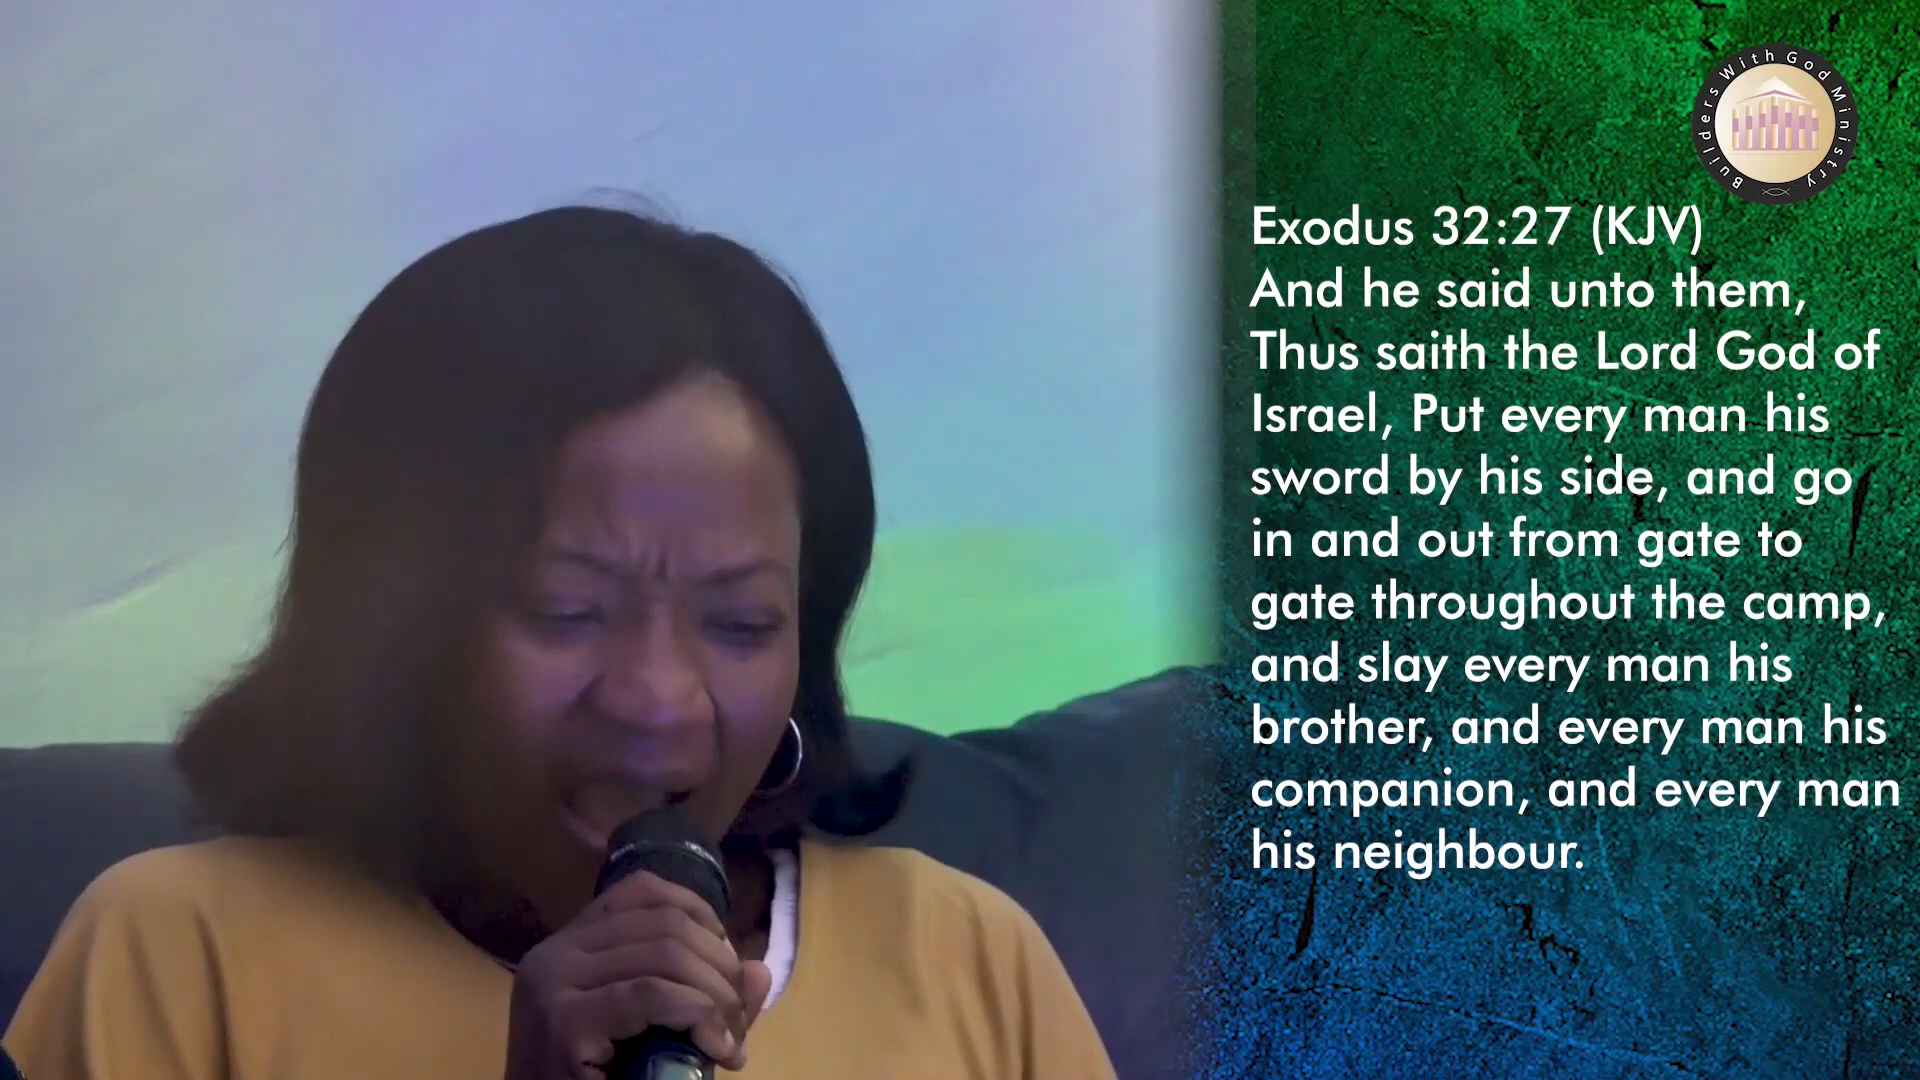 Builders With God Ministry
Exodus 32:27 (KJV)
And he said unto them,
Thus saith the Lord God of
Israel, Put every man his
sword by his side, and go
in and out from gate to
gate throughout the camp,
and slay every man his
brother, and every man his
companion, and every man
his neighbour.